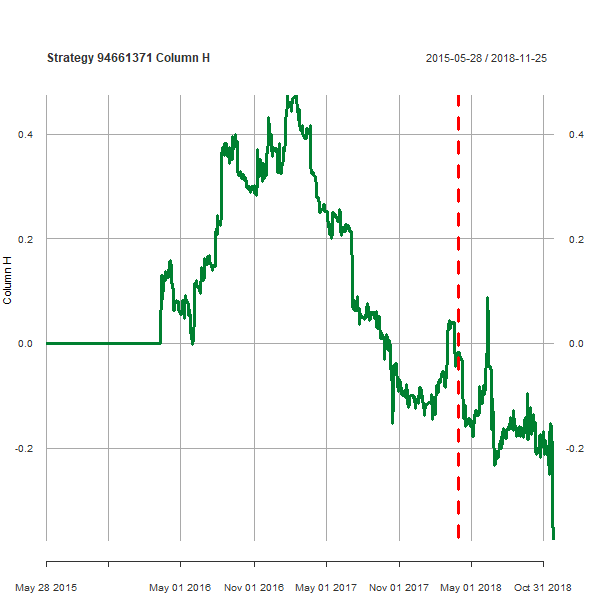 Strategy 94661371 Column H
2015-05-28 / 2018-11-25
0.4
0.4
0.2
0.2
Column H
0.0
0.0
-0.2
-0.2
May 28 2015
May 01 2016
Nov 01 2016
May 01 2017
Nov 01 2017
May 01 2018
Oct 31 2018